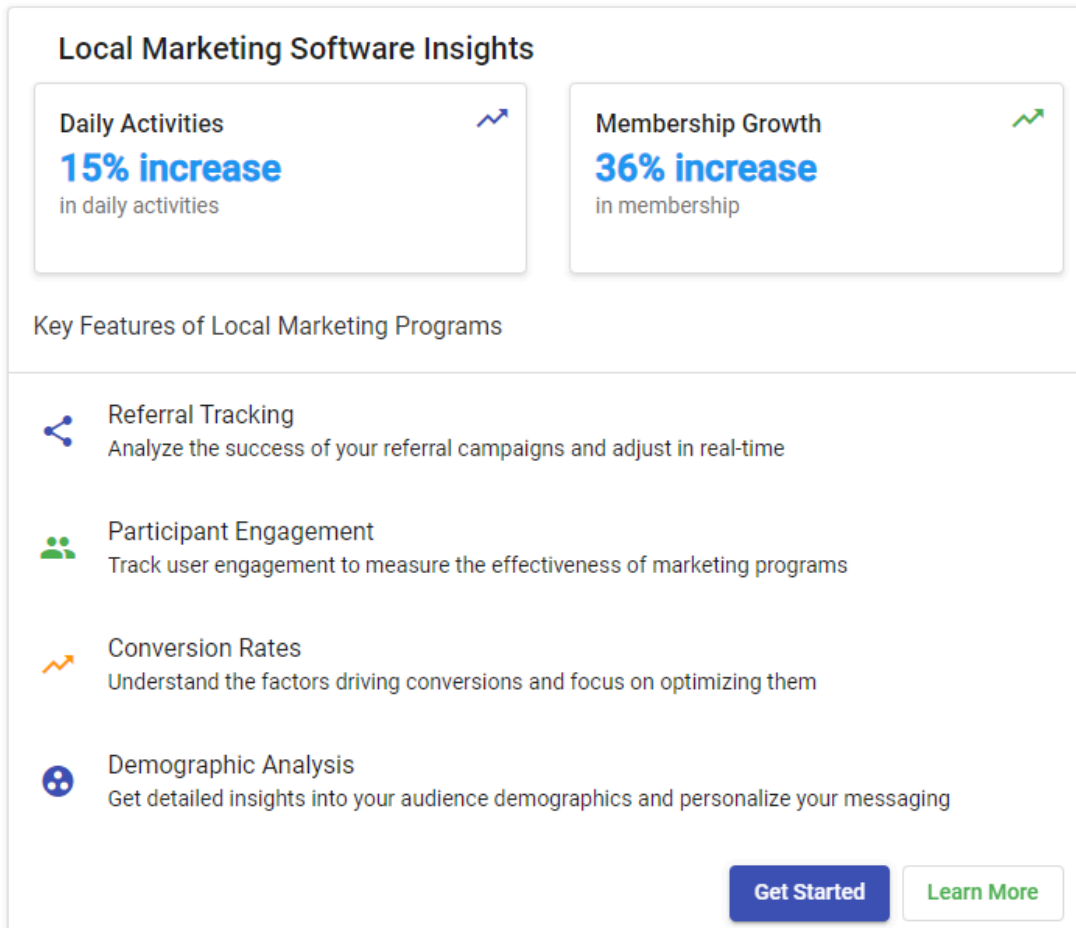 Local Marketing Software Insights
Daily Activities
15% increase
in daily activities
Membership Growth
36% increase
in membership
Key Features of Local Marketing Programs
Referral Tracking
Analyze the success of your referral campaigns and adjust in real-time
Participant Engagement
Track user engagement to measure the effectiveness of marketing programs
Conversion Rates
Understand the factors driving conversions and focus on optimizing them
Demographic Analysis
Get detailed insights into your audience demographics and personalize your messaging
Get Started
Learn More